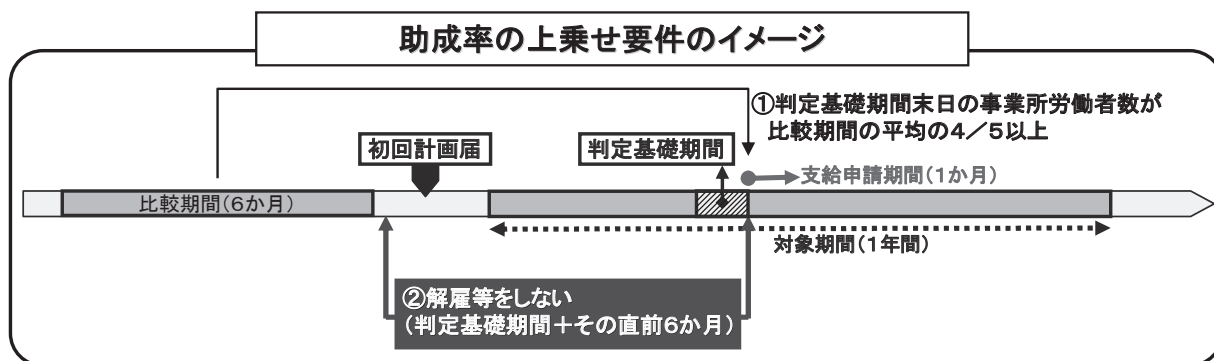 助成率の上乗せ要件のイメージ
①判定基礎期間末日の事業所労働者数が
比較期間の平均の4/5以上
初回計画届
判定基礎期間
支給申請期間(1か月)
比較期間(6か月)
対象期間(1年間)
②解雇等をしない
(判定基礎期間+その直前6か月)